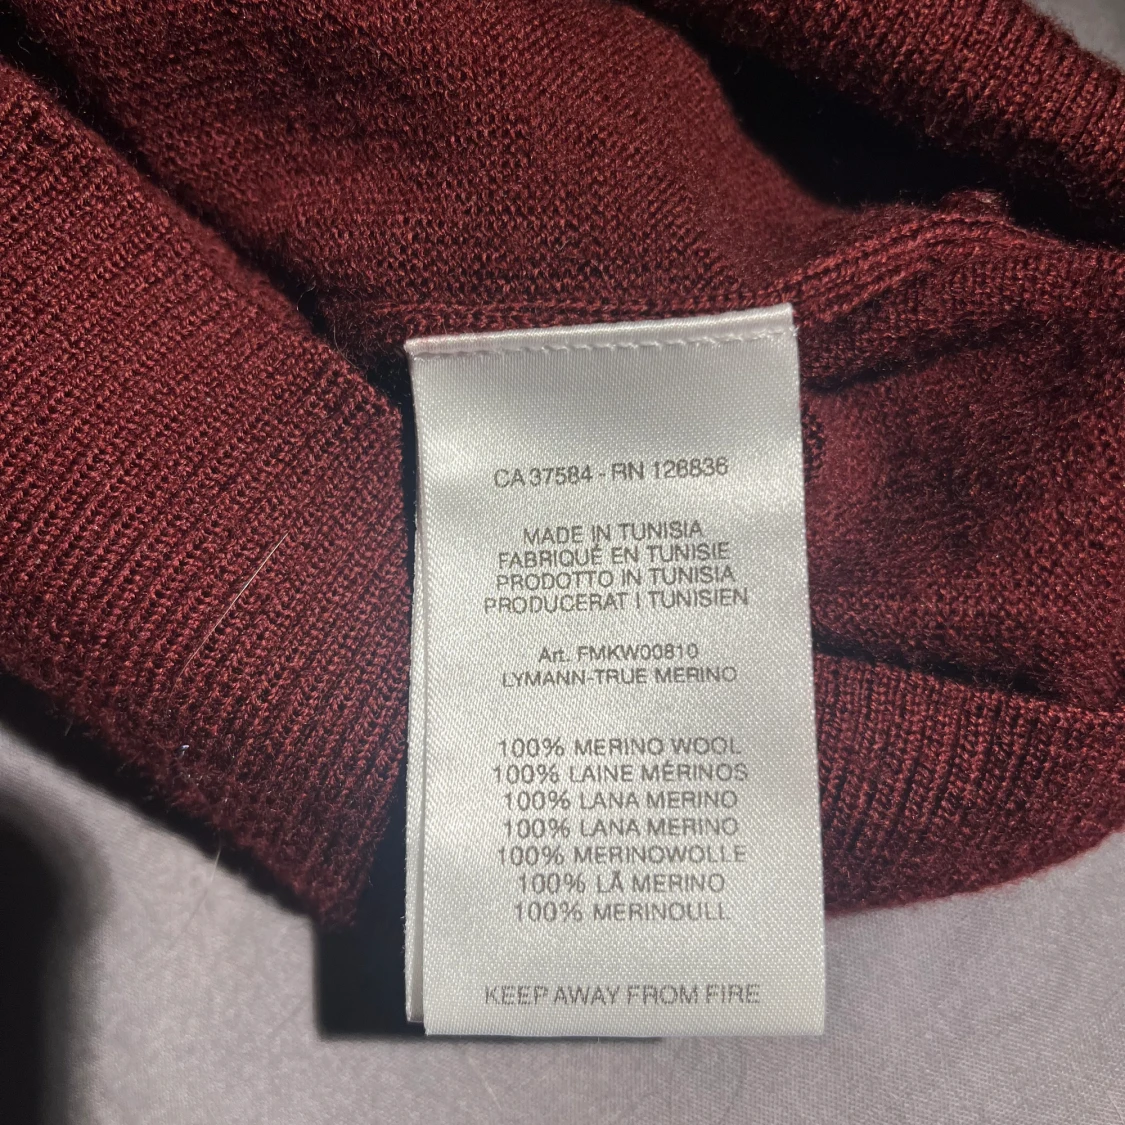 CA 37584 - RN 126836
MADE IN TUNISIA
FABRIQUÉ EN TUNISIE
PRODOTTO IN TUNISIA
PRODUCERAT I TUNISIEN
Art. FMKW00810
LYMANN-TRUE MERINO
100% MERINO WOOL
100% LAINE MÉRINOS
100% LANA MERINO
100% LANA MERINO
100% MERINOWOLLE
100% LÃ MERINO
100% MERINOULL
KEEP AWAY FROM FIRE